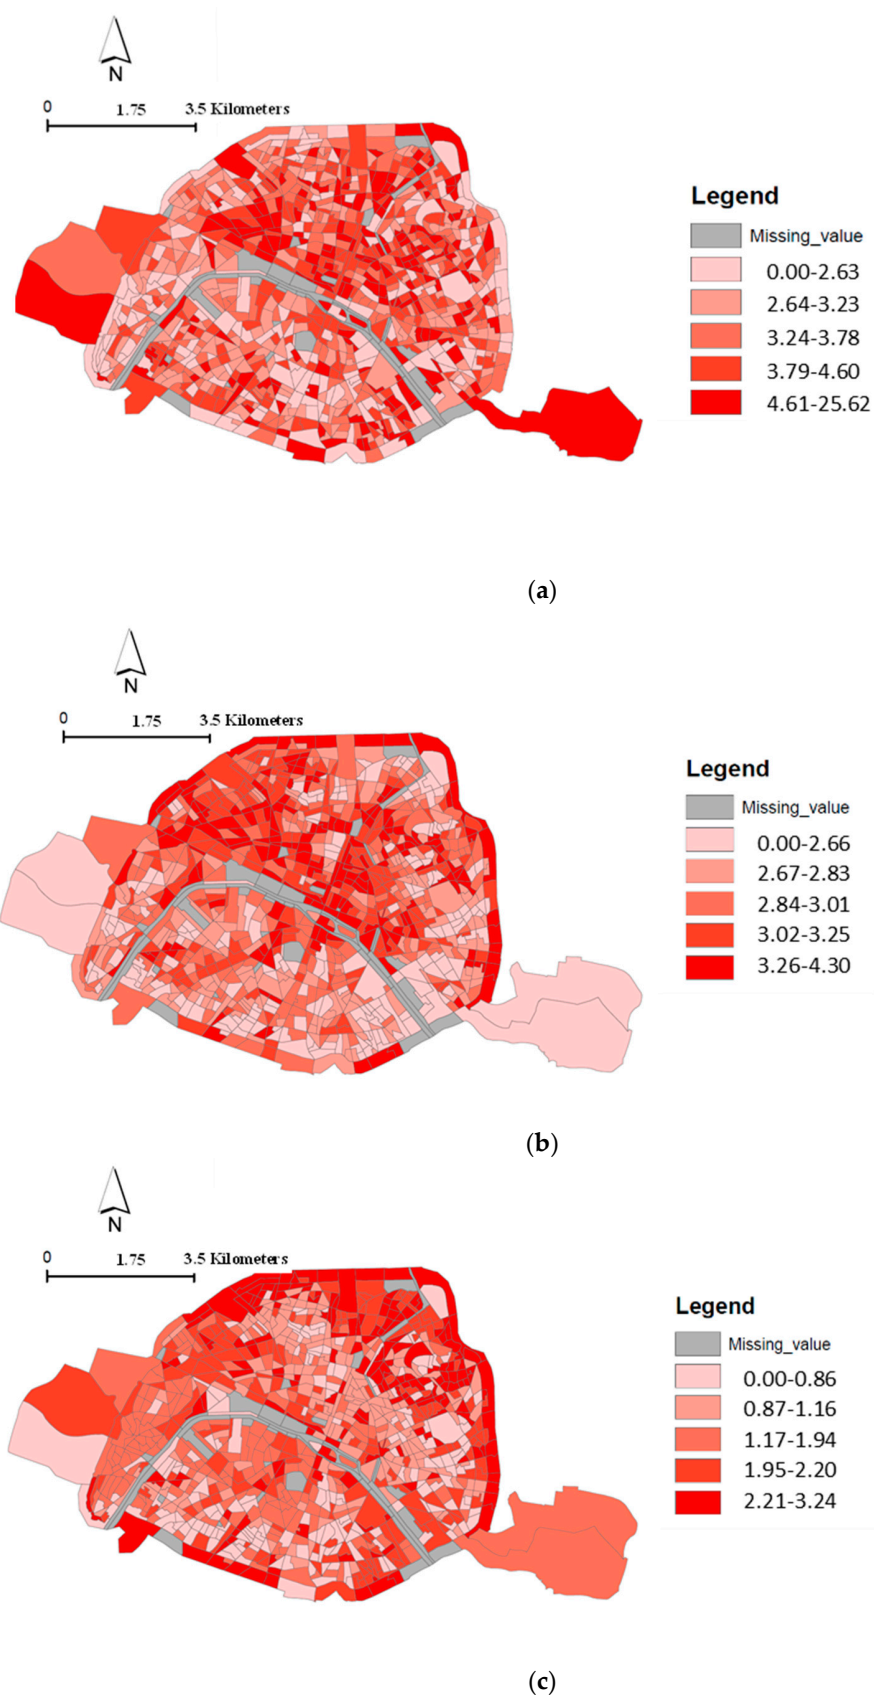 N
0 1.75 3.5 Kilometers
Legend
Missing_value
0.00-2.63
2.64-3.23
3.24-3.78
3.79-4.60
4.61-25.62
(a)
N
0 1.75 3.5 Kilometers
Legend
Missing_value
0.00-2.66
2.67-2.83
2.84-3.01
3.02-3.25
3.26-4.30
(b)
N
0 1.75 3.5 Kilometers
Legend
Missing_value
0.00-0.86
0.87-1.16
1.17-1.94
1.95-2.20
2.21-3.24
(c)